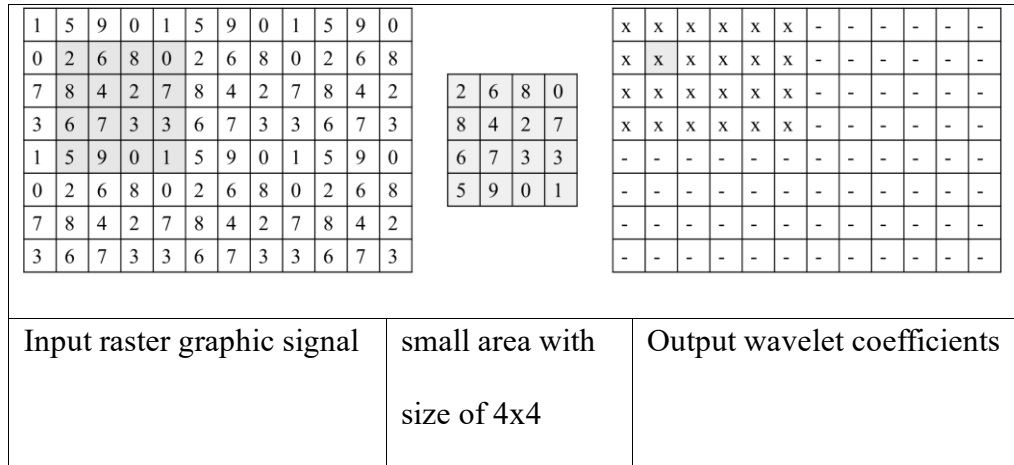 1 5 9 0 1 5 9 0 1 5 9 0
0 2 6 8 0 2 6 8 0 2 6 8
7 8 4 2 7 8 4 2 7 8 4 2
3 6 7 3 3 6 7 3 3 6 7 3
1 5 9 0 1 5 9 0 1 5 9 0
0 2 6 8 0 2 6 8 0 2 6 8
7 8 4 2 7 8 4 2 7 8 4 2
3 6 7 3 3 6 7 3 3 6 7 3
2 6 8 0
8 4 2 7
6 7 3 3
5 9 0 1
x x x x x x - - - - - -
x x x x x x - - - - - -
x x x x x x - - - - - -
x x x x x x - - - - - -
- - - - - - - - - - - -
- - - - - - - - - - - -
- - - - - - - - - - - -
- - - - - - - - - - - -
Input raster graphic signal
small area with
size of 4x4
Output wavelet coefficients